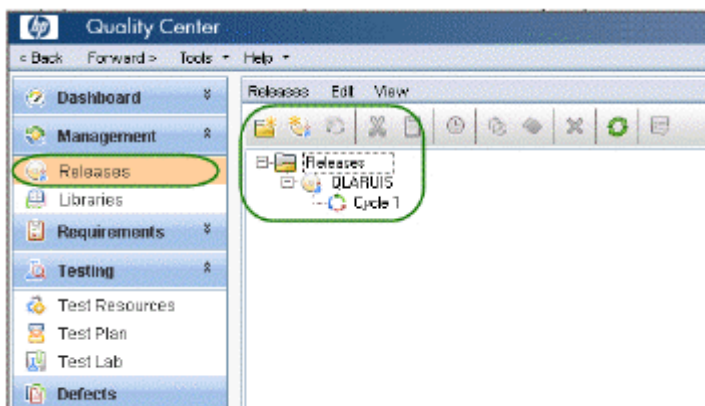 hp Quality Center
< Back Forward > Tools Help
Dashboard
Management
Releases
Libraries
Requirements
Testing
Test Resources
Test Plan
Test Lab
Defects
Releases Edit View
Releases
QLARUIS
Cycle 1